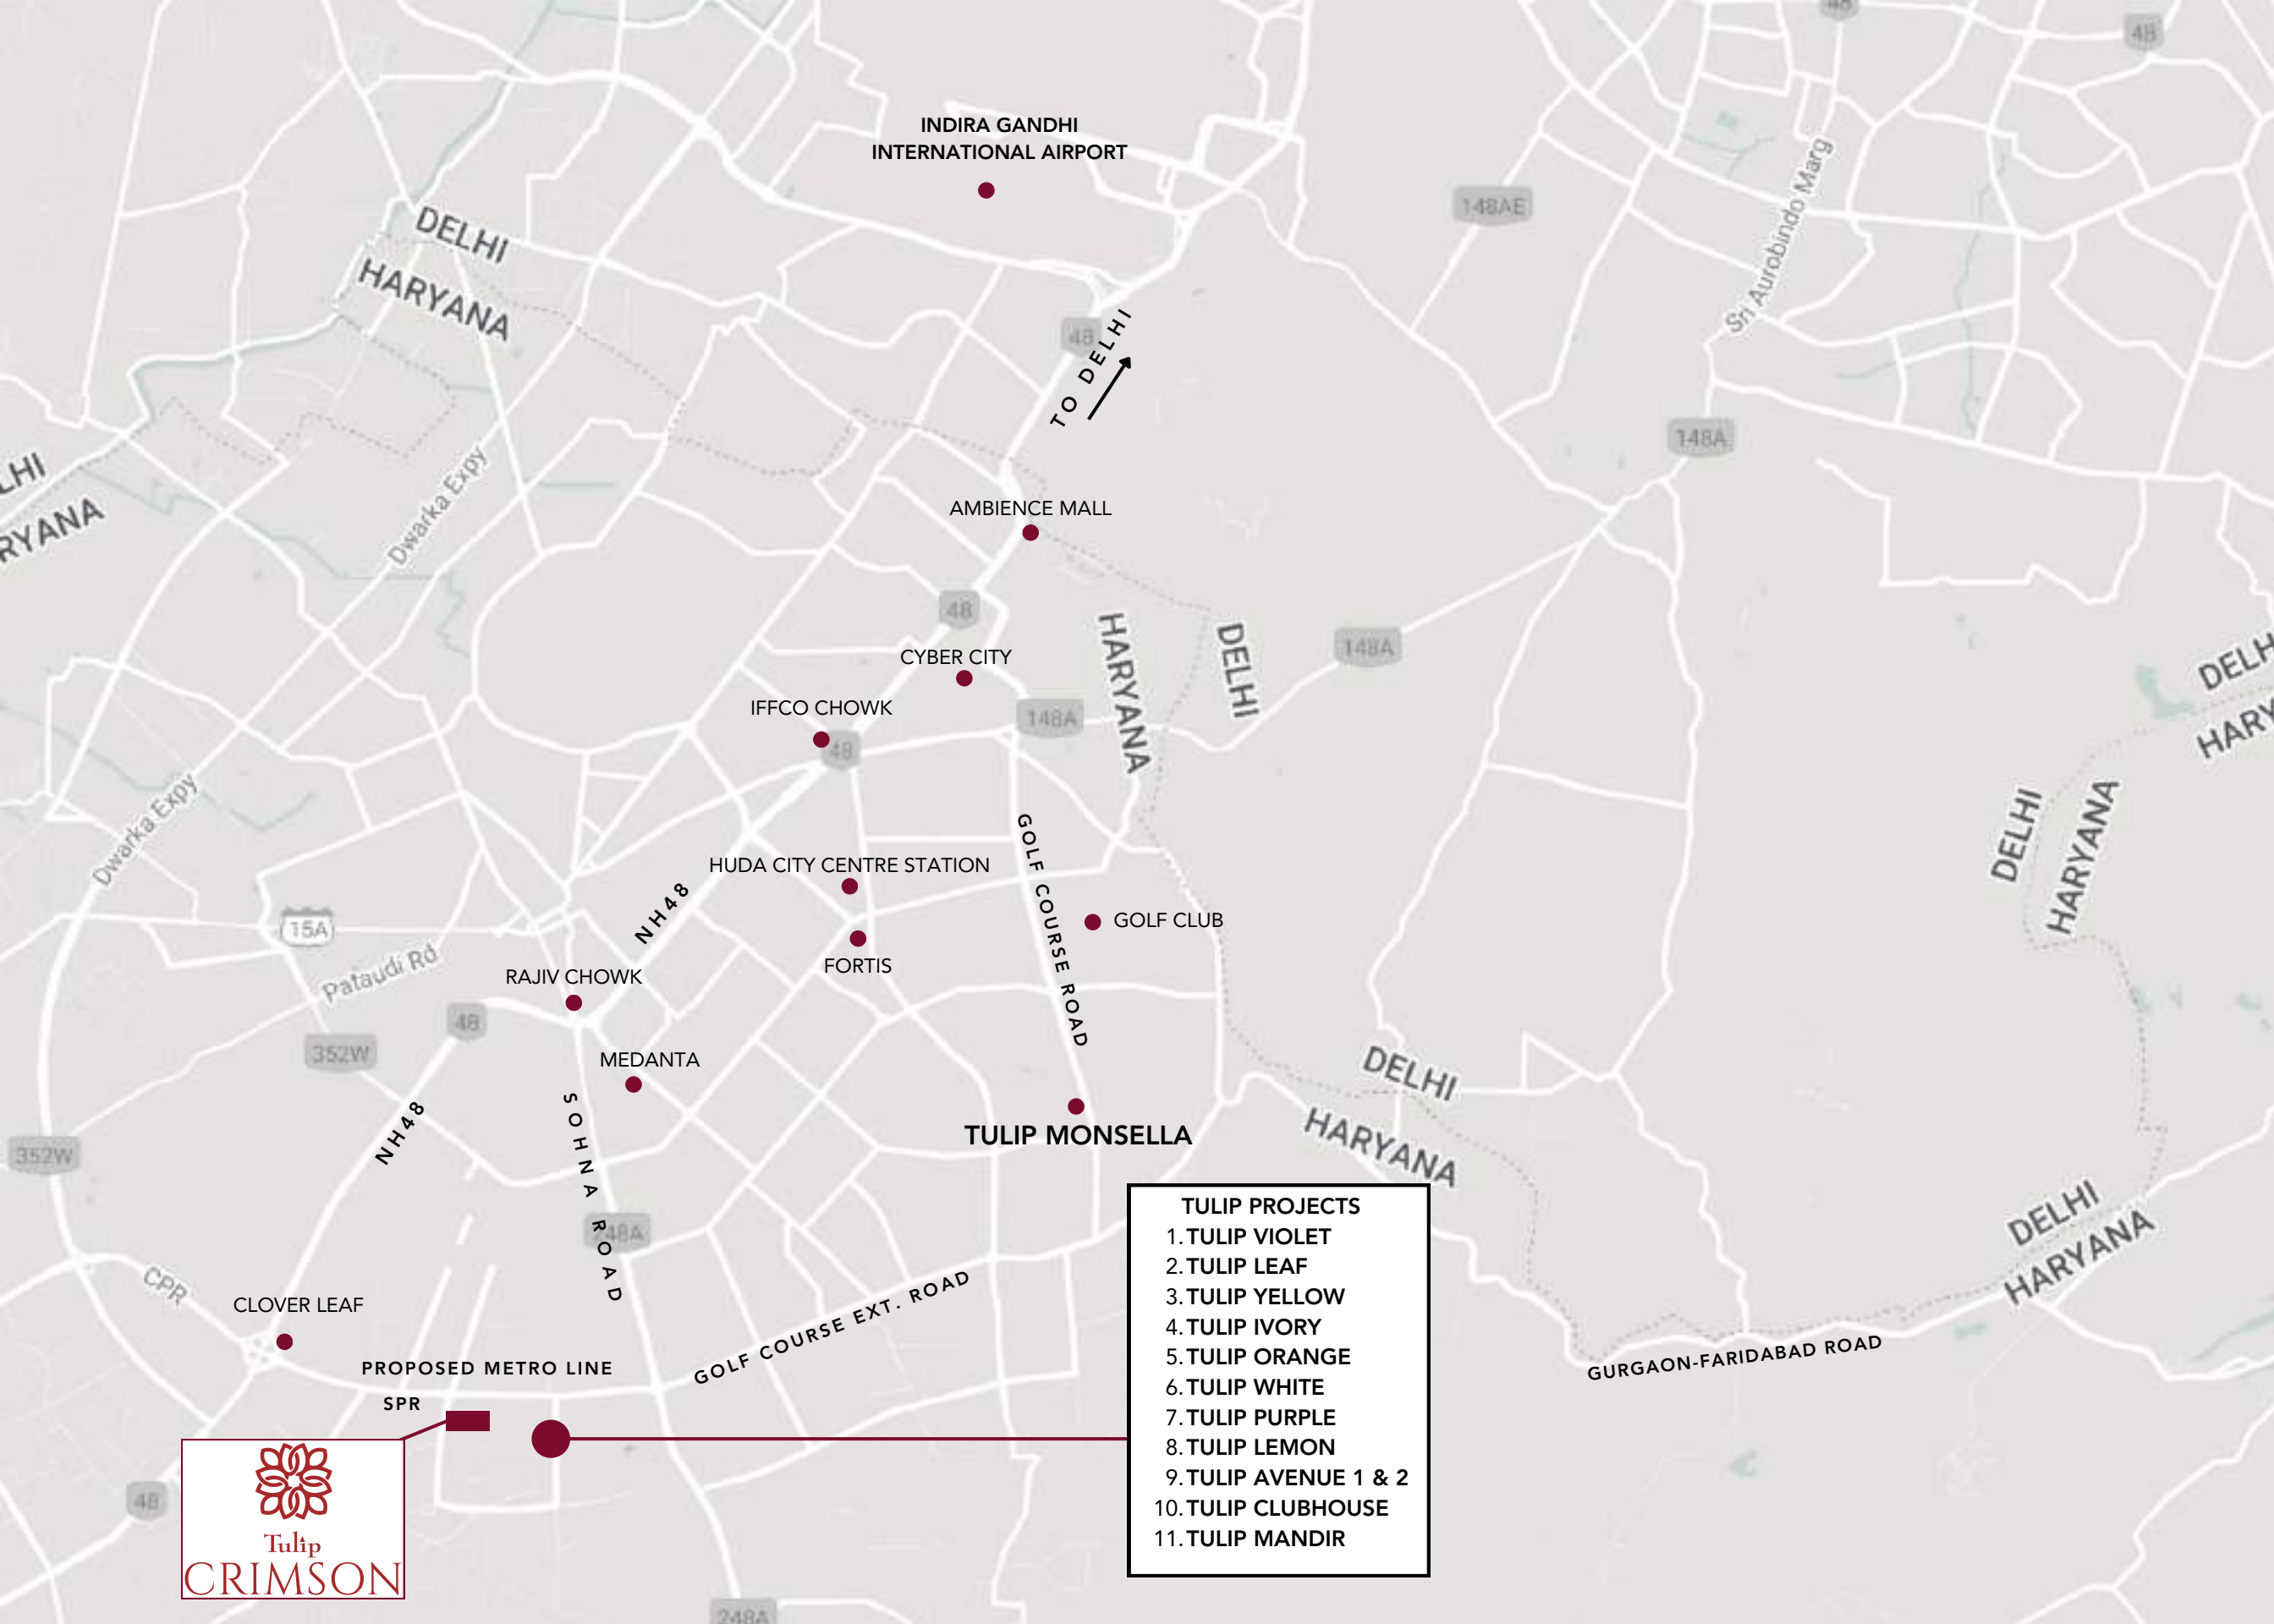 48
48
INDIRA GANDHI
INTERNATIONAL AIRPORT
Sri Aurobindo Marg
148AE
DELHI
HARYANA
48
TO DELHI
148A
LHI
RYANA
Dwarka Expy
AMBIENCE MALL
48
HARYANA
DELHI
148A
CYBER CITY
DELH
HARY
IFFCO CHOWK
148A
48
Dwarka Expy
DELHI
HARYANA
GOLF COURSE ROAD
HUDA CITY CENTRE STATION
NH48
GOLF CLUB
15A
FORTIS
Pataudi Rd
RAJIV CHOWK
48
352W
MEDANTA
DELHI
HARYANA
NH48
SOHNA ROAD
TULIP MONSELLA
352W
248A
DELHI
HARYANA
TULIP PROJECTS
1. TULIP VIOLET
2. TULIP LEAF
3. TULIP YELLOW
4. TULIP IVORY
5. TULIP ORANGE
6. TULIP WHITE
7. TULIP PURPLE
8. TULIP LEMON
9. TULIP AVENUE 1 & 2
10. TULIP CLUBHOUSE
11. TULIP MANDIR
CPR
CLOVER LEAF
GOLF COURSE EXT. ROAD
GURGAON-FARIDABAD ROAD
PROPOSED METRO LINE
SPR
48
Tulip
CRIMSON
248A